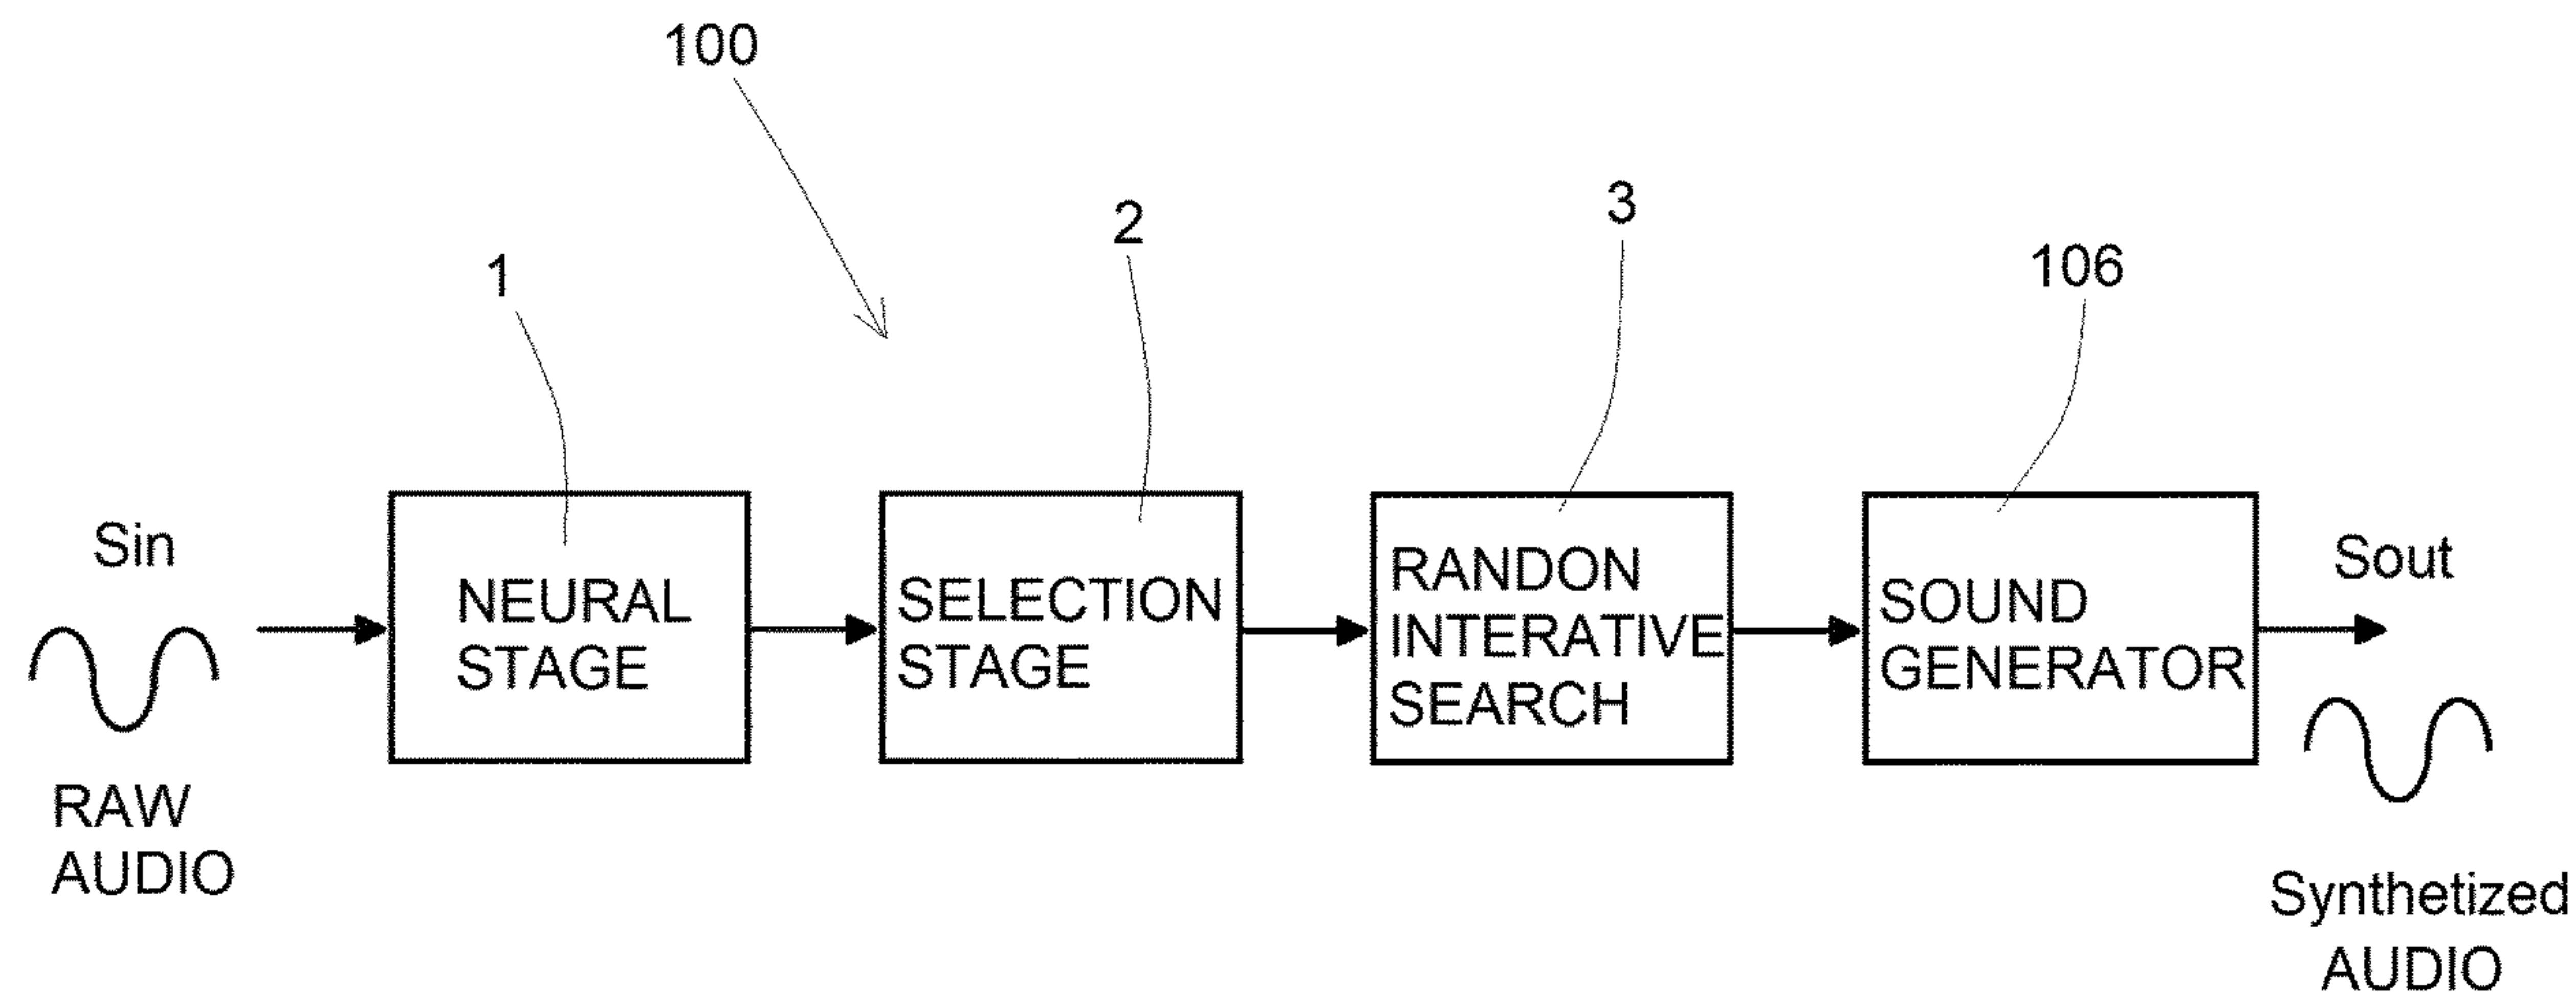 100
1
2
3
106
Sin
RAW
AUDIO
NEURAL
STAGE
SELECTION
STAGE
RANDON
INTERATIVE
SEARCH
SOUND
GENERATOR
Sout
Synthetized
AUDIO